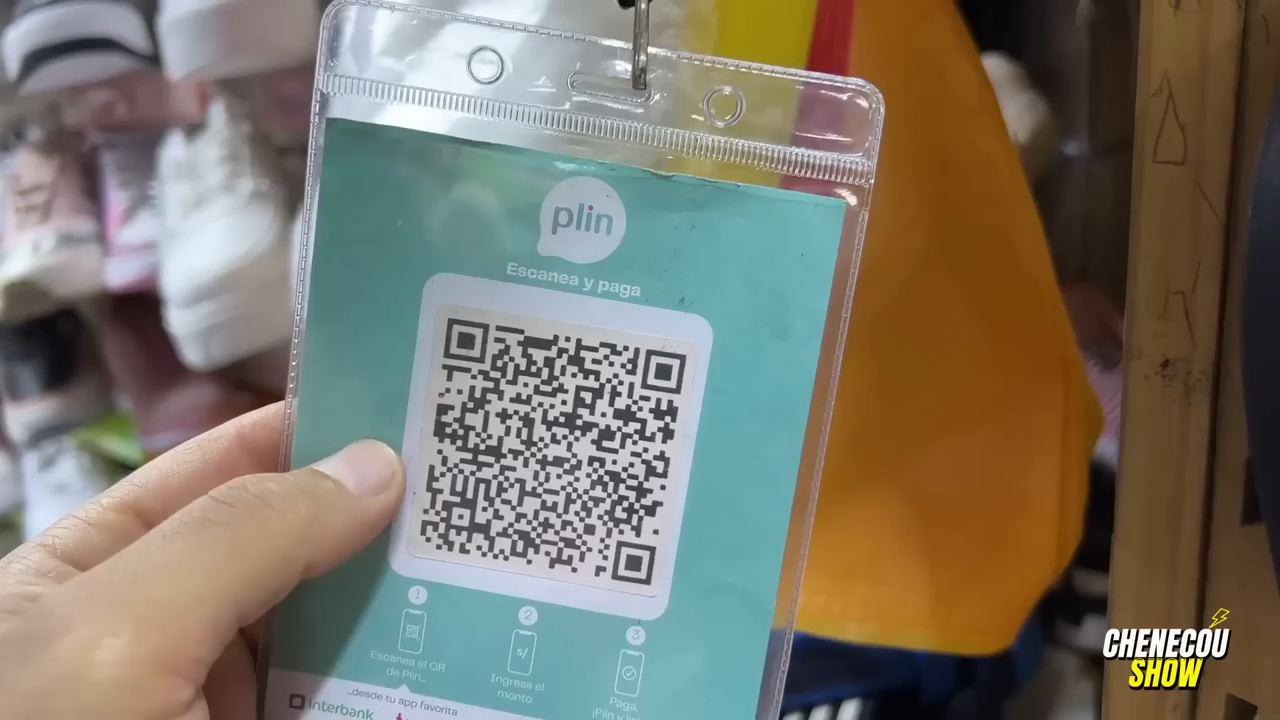 plin
Escanea y paga
1
Escanea el QR
de Plin...
2
S/
Ingresa el
monto
3
Paga,
¡Plin y
...desde tu app favorita
Interbank
CHENECOU
SHOW